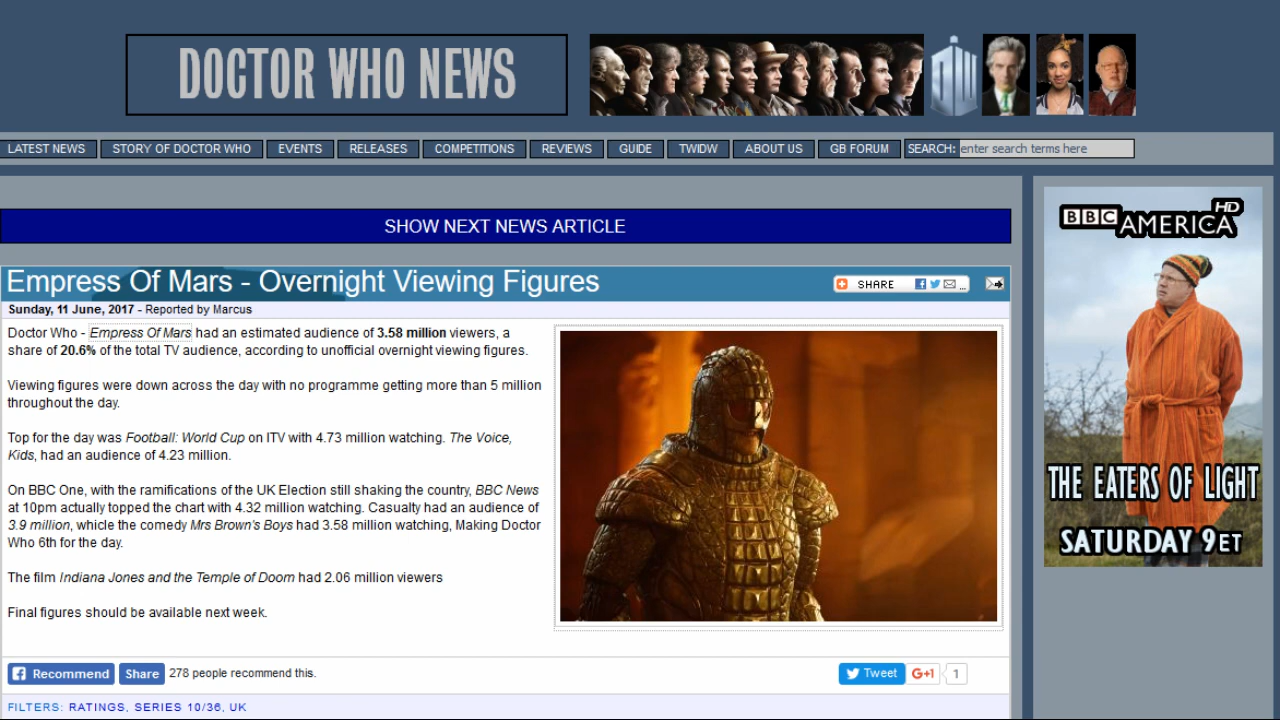 DOCTOR WHO NEWS
LATEST NEWS STORY OF DOCTOR WHO EVENTS RELEASES COMPETITIONS REVIEWS GUIDE TWIDW ABOUT US GB FORUM SEARCH: enter search terms here
SHOW NEXT NEWS ARTICLE
Empress Of Mars - Overnight Viewing Figures
SHARE ...
Sunday, 11 June, 2017 - Reported by Marcus
Doctor Who - Empress Of Mars had an estimated audience of 3.58 million viewers, a
share of 20.6% of the total TV audience, according to unofficial overnight viewing figures.
Viewing figures were down across the day with no programme getting more than 5 million
throughout the day.
Top for the day was Football: World Cup on ITV with 4.73 million watching. The Voice,
Kids, had an audience of 4.23 million.
On BBC One, with the ramifications of the UK Election still shaking the country, BBC News
at 10pm actually topped the chart with 4.32 million watching. Casualty had an audience of
3.9 million, whicle the comedy Mrs Brown's Boys had 3.58 million watching, Making Doctor
Who 6th for the day.
The film Indiana Jones and the Temple of Doom had 2.06 million viewers
Final figures should be available next week.
Recommend Share 278 people recommend this.
Tweet G+1 1
FILTERS: RATINGS, SERIES 10/36, UK
BBC AMERICA HD
THE EATERS OF LIGHT
SATURDAY 9ET